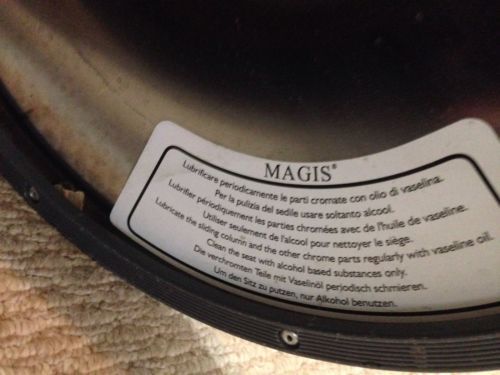 MAGIS®
Lubrificare periodicamente le parti cromate con olio di vaselina.
Per la pulizia del sedile usare soltanto alcool.
Lubrifier périodiquement les parties chromées avec de l'huile de vaseline.
Utiliser seulement de l'alcool pour nettoyer le siège.
Lubricate the sliding column and the other chrome parts regularly with vaseline oil.
Clean the seat with alcohol based substances only.
Die verchromten Teile mit Vaselinöl perjodisch schmieren.
Um den Sitz zu putzen, nur Alkohol benutzen.